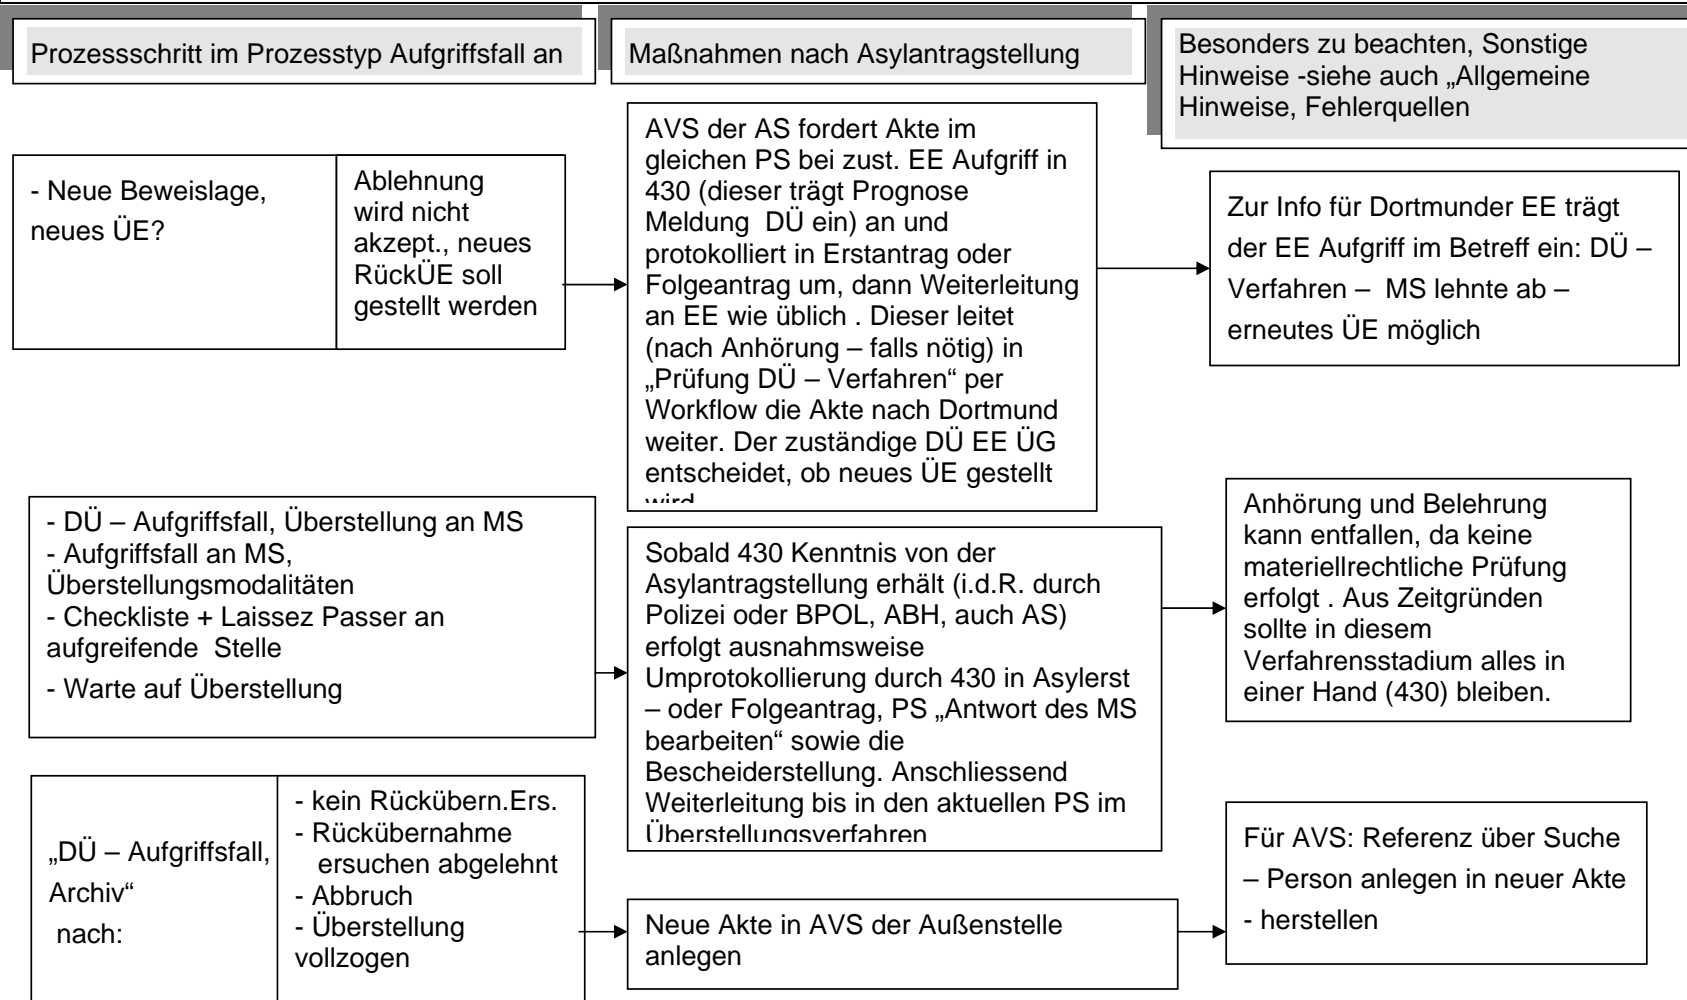 Prozessschritt im Prozesstyp Aufgriffsfall an
Maßnahmen nach Asylantragstellung
Besonders zu beachten, Sonstige
Hinweise -siehe auch „Allgemeine
Hinweise, Fehlerquellen
- Neue Beweislage,
neues ÜE?
Ablehnung
wird nicht
akzept., neues
RückÜE soll
gestellt werden
AVS der AS fordert Akte im
gleichen PS bei zust. EE Aufgriff in
430 (dieser trägt Prognose
Meldung DÜ ein) an und
protokolliert in Erstantrag oder
Folgeantrag um, dann Weiterleitung
an EE wie üblich . Dieser leitet
(nach Anhörung – falls nötig) in
„Prüfung DÜ – Verfahren“ per
Workflow die Akte nach Dortmund
weiter. Der zuständige DÜ EE ÜG
entscheidet, ob neues ÜE gestellt
wird
Zur Info für Dortmunder EE trägt
der EE Aufgriff im Betreff ein: DÜ –
Verfahren – MS lehnte ab –
erneutes ÜE möglich
- DÜ – Aufgriffsfall, Überstellung an MS
- Aufgriffsfall an MS,
Überstellungsmodalitäten
- Checkliste + Laissez Passer an
aufgreifende Stelle
- Warte auf Überstellung
Sobald 430 Kenntnis von der
Asylantragstellung erhält (i.d.R. durch
Polizei oder BPOL, ABH, auch AS)
erfolgt ausnahmsweise
Umprotokollierung durch 430 in Asylerst
– oder Folgeantrag, PS „Antwort des MS
bearbeiten“ sowie die
Bescheiderstellung. Anschliessend
Weiterleitung bis in den aktuellen PS im
Überstellungsverfahren
Anhörung und Belehrung
kann entfallen, da keine
materiellrechtliche Prüfung
erfolgt . Aus Zeitgründen
sollte in diesem
Verfahrensstadium alles in
einer Hand (430) bleiben.
„DÜ – Aufgriffsfall,
Archiv“
nach:
- kein Rückübern.Ers.
- Rückübernahme
ersuchen abgelehnt
- Abbruch
- Überstellung
vollzogen
Neue Akte in AVS der Außenstelle
anlegen
Für AVS: Referenz über Suche
– Person anlegen in neuer Akte
- herstellen